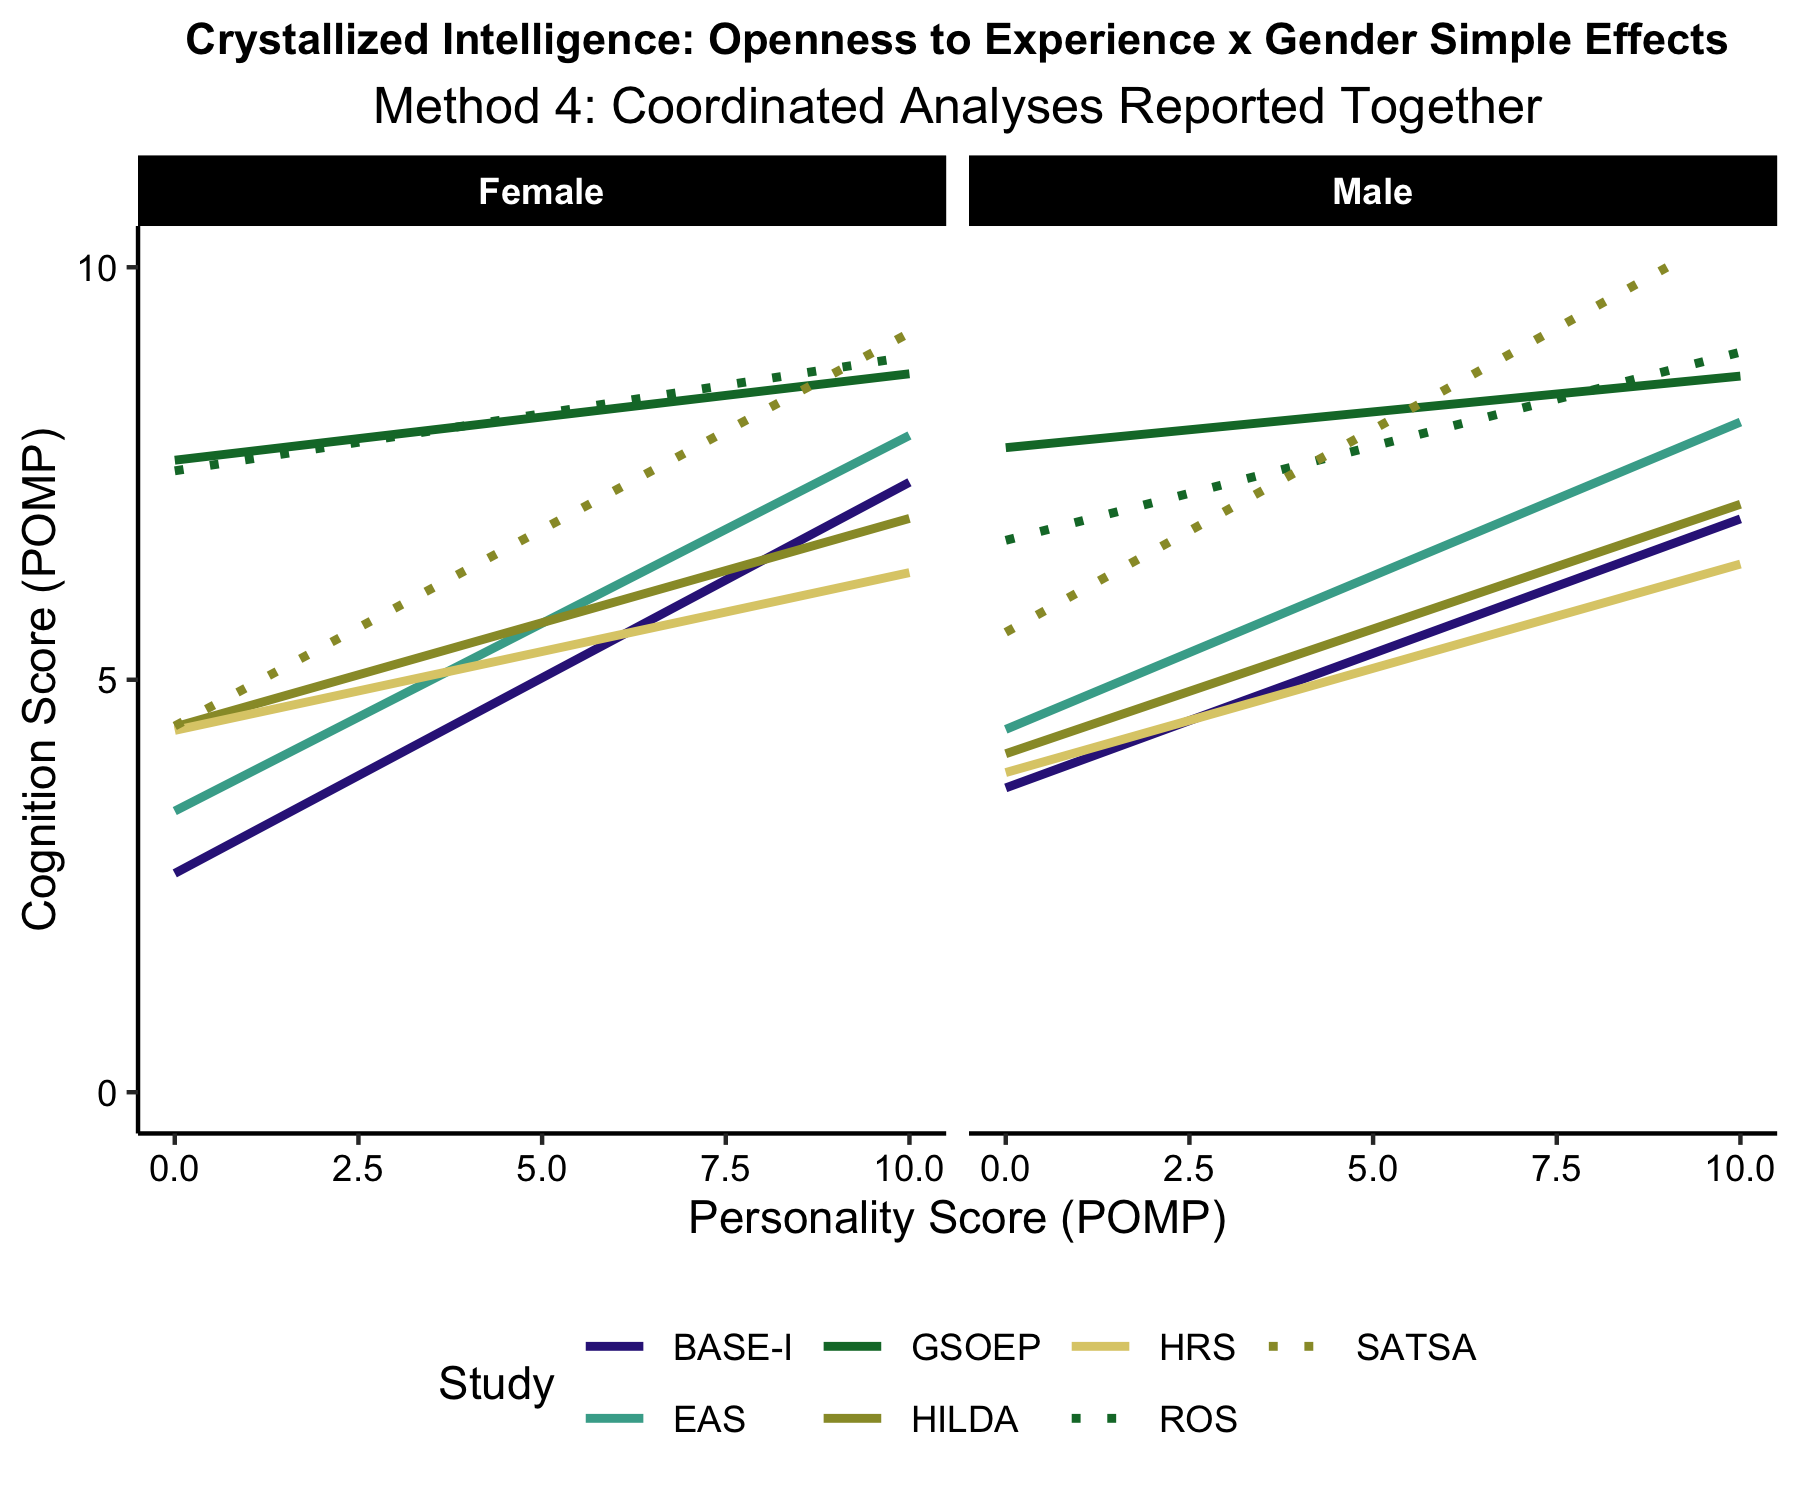 Crystallized Intelligence: Openness to Experience x Gender Simple Effects
Method 4: Coordinated Analyses Reported Together
Female
Male
Cognition Score (POMP)
10
5
0
0.0 2.5 5.0 7.5 10.0
0.0 2.5 5.0 7.5 10.0
Personality Score (POMP)
Study
BASE-I GSOEP HRS SATSA
EAS HILDA ROS